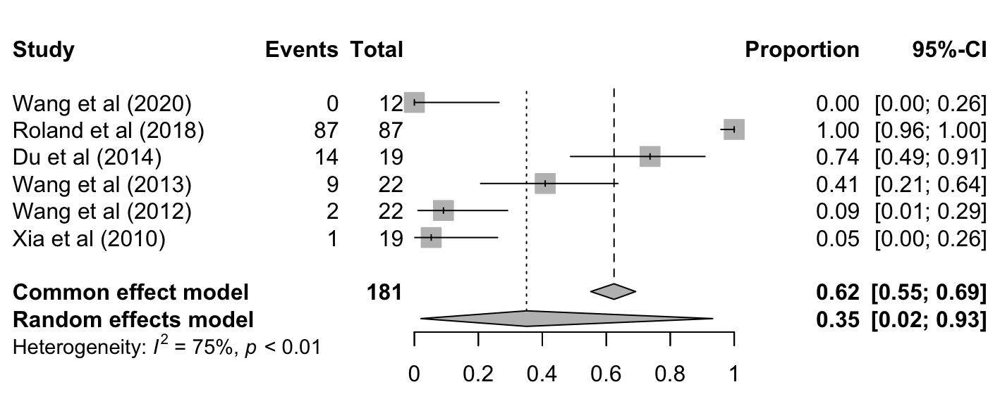 Study Events Total Proportion 95%-CI
Wang et al (2020) 0 12 0.00 [0.00; 0.26]
Roland et al (2018) 87 87 1.00 [0.96; 1.00]
Du et al (2014) 14 19 0.74 [0.49; 0.91]
Wang et al (2013) 9 22 0.41 [0.21; 0.64]
Wang et al (2012) 2 22 0.09 [0.01; 0.29]
Xia et al (2010) 1 19 0.05 [0.00; 0.26]
Common effect model 181 0.62 [0.55; 0.69]
Random effects model 0.35 [0.02; 0.93]
Heterogeneity: I² = 75%, p < 0.01
0 0.2 0.4 0.6 0.8 1